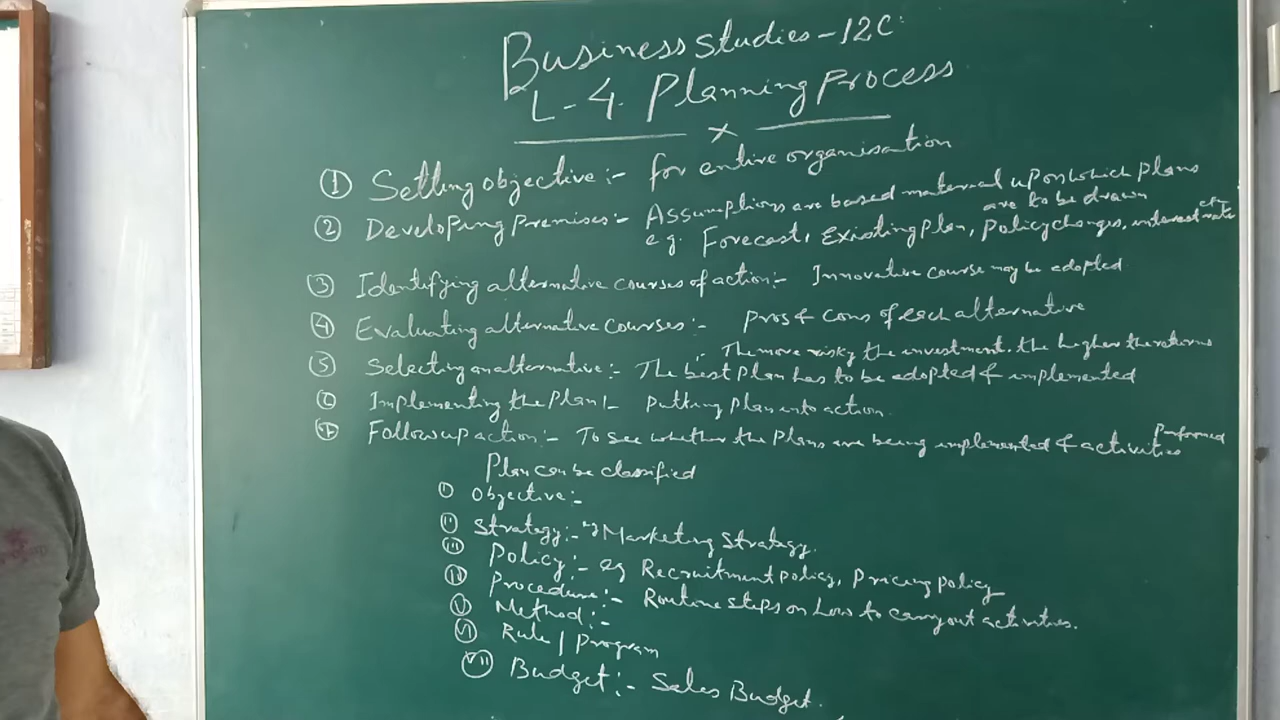 Business Studies - 12C
L-4. Planning Process
x
① Setting objective:- for entire organisation
② Developing Premises:- Assumptions are based material upon which plans
are to be drawn
e.g. Forecast, Existing Plan, Policy changes, interest rate etc
③ Identifying alternative courses of action:- Innovative course may be adopted
④ Evaluating alternative courses:- Pros & Cons of each alternative
The more risky the investment, the higher the returns
⑤ Selecting an alternative:- The best Plan has to be adopted & implemented
Implementing the Plan:- Putting Plan into action.
Follow up action:- To see whether the Plans are being implemented & activities Performed
Plan can be classified
① Objective:-
ⓘⓘ Strategy:- eg Marketing Strategy.
ⓘⓘⓘ Policy:- eg Recruitment policy, Pricing policy
ⓘⓥ Procedure:- Routine steps on how to carry out activities.
ⓥ Method:-
ⓥⓘ Rule / Program
ⓥⓘⓘ Budget:- Sales Budget.